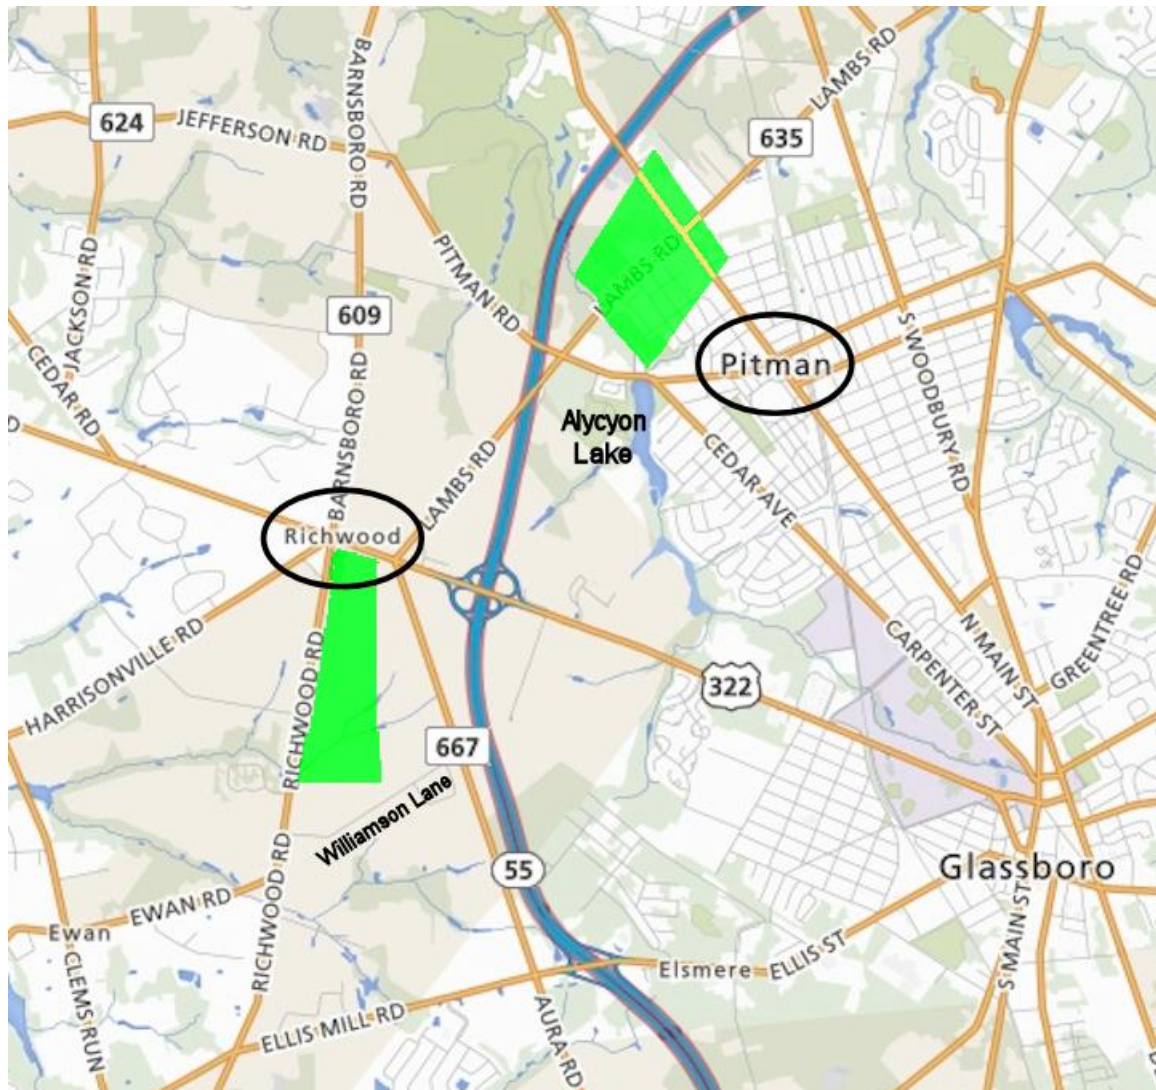 BARNSBORO RD
LAMBS RD
624
JEFFERSON RD
635
PITMAN RD
LAMBS RD
JACKSON RD
609
CEDAR RD
S WOODBURY RD
Pitman
BARNSBORO RD
Alycyon
Lake
LAMBS RD
CEDAR AVE
Richwood
GREENTREE RD
HARRISONVILLE RD
RICHWOOD RD
N MAIN ST
CARPENTER ST
322
667
Williamson Lane
55
Glassboro
RICHWOOD RD
EWAN RD
Ewan
S MAIN ST
ELLIS ST
Elsmere
CLEMS RUN
ELLIS MILL RD
AURA RD